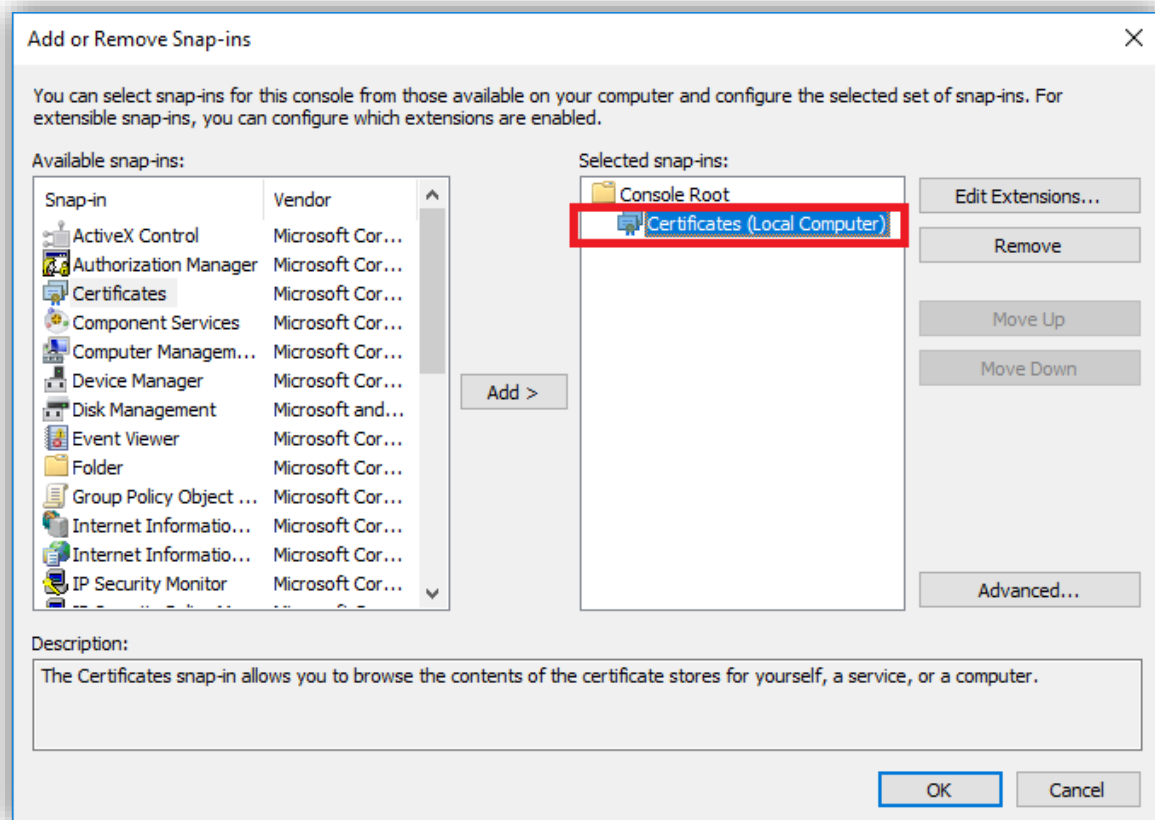 Add or Remove Snap-ins
You can select snap-ins for this console from those available on your computer and configure the selected set of snap-ins. For
extensible snap-ins, you can configure which extensions are enabled.
Available snap-ins:
Snap-in Vendor
ActiveX Control Microsoft Cor...
Authorization Manager Microsoft Cor...
Certificates Microsoft Cor...
Component Services Microsoft Cor...
Computer Managem... Microsoft Cor...
Device Manager Microsoft Cor...
Disk Management Microsoft and...
Event Viewer Microsoft Cor...
Folder Microsoft Cor...
Group Policy Object ... Microsoft Cor...
Internet Informatio... Microsoft Cor...
Internet Informatio... Microsoft Cor...
IP Security Monitor Microsoft Cor...
Add >
Selected snap-ins:
Console Root
Certificates (Local Computer)
Edit Extensions...
Remove
Move Up
Move Down
Advanced...
Description:
The Certificates snap-in allows you to browse the contents of the certificate stores for yourself, a service, or a computer.
OK
Cancel